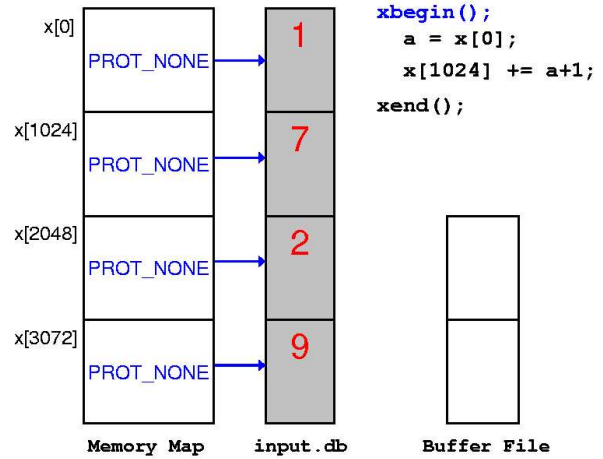 x[0]
PROT_NONE
1
x[1024]
PROT_NONE
7
x[2048]
PROT_NONE
2
x[3072]
PROT_NONE
9
xbegin();
a = x[0];
x[1024] += a+1;
xend();
Memory Map
input.db
Buffer File